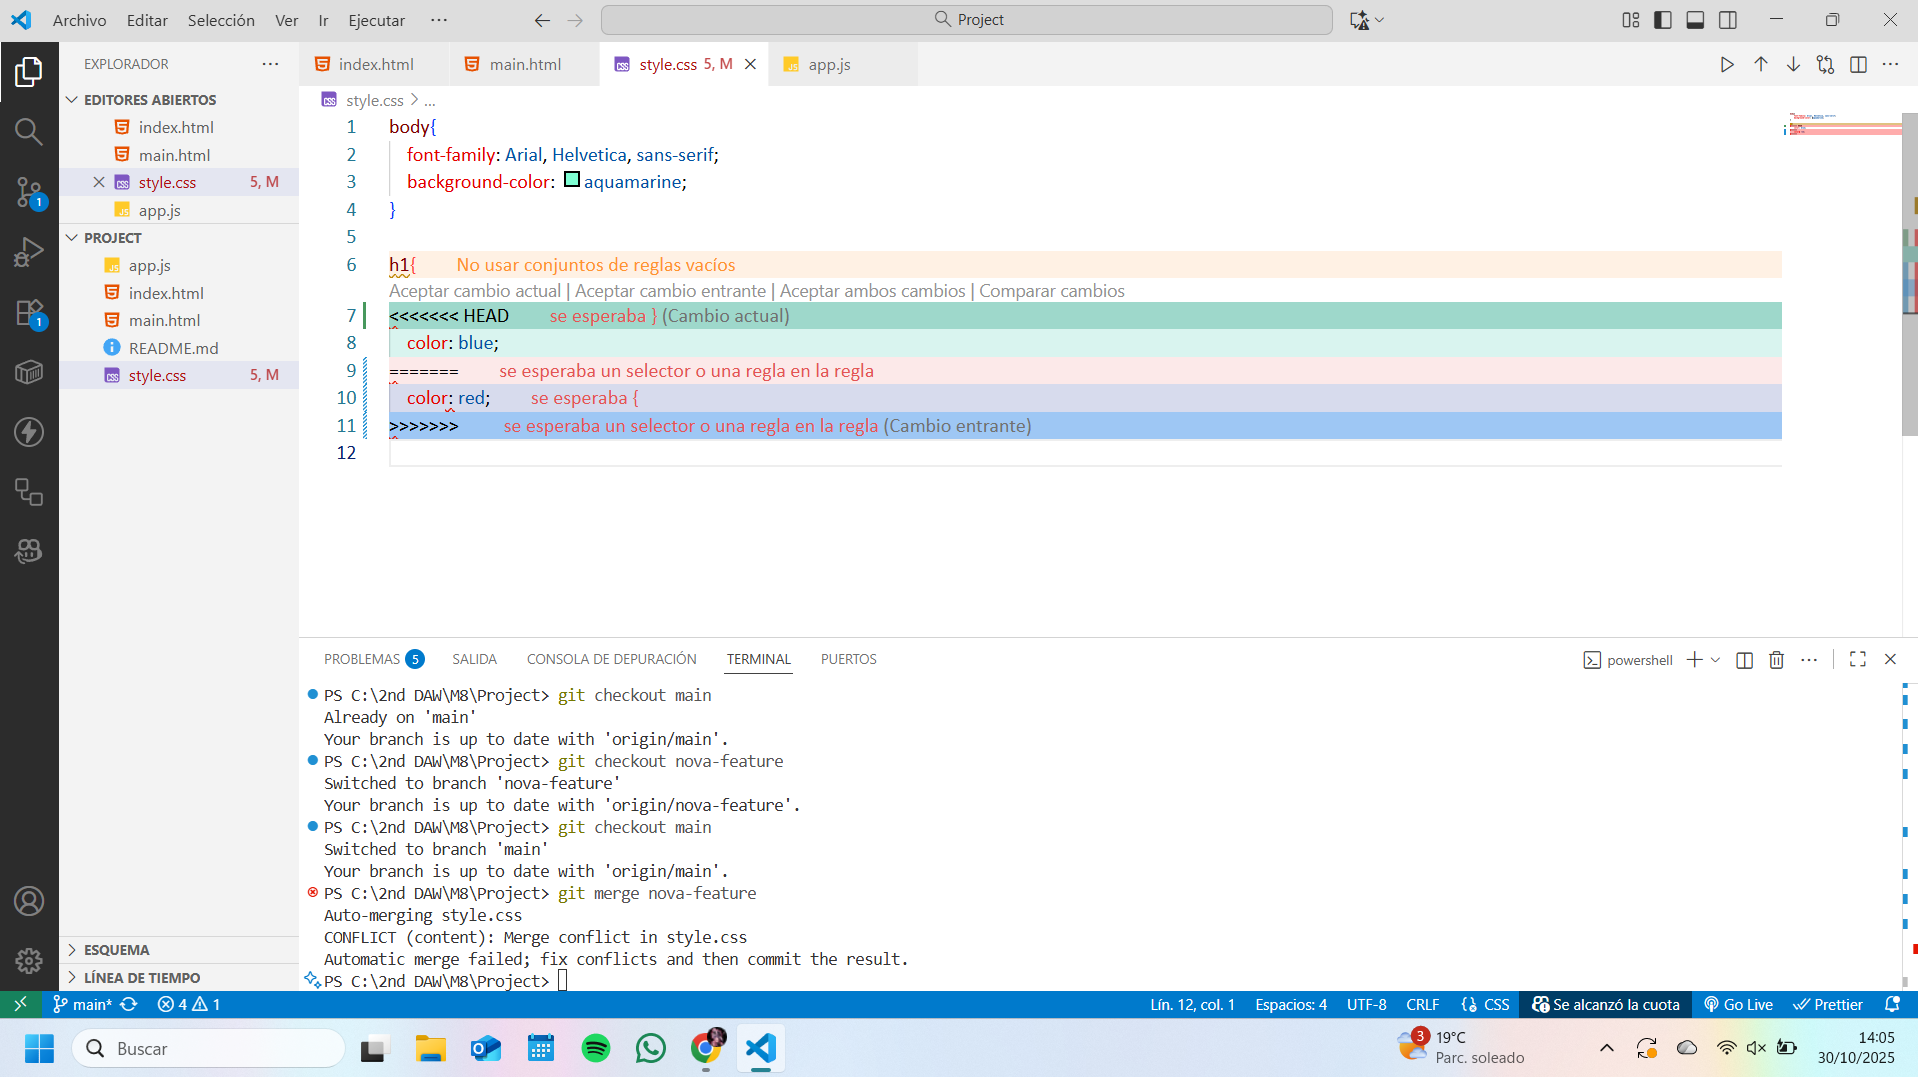 Archivo Editar Selección Ver Ir Ejecutar ···
Project
EXPLORADOR
EDITORES ABIERTOS
index.html
main.html
style.css 5, M
app.js
PROJECT
app.js
index.html
main.html
README.md
style.css 5, M
ESQUEMA
LÍNEA DE TIEMPO
1
1
index.html main.html style.css 5, M app.js
style.css > ...
1 body{
2 font-family: Arial, Helvetica, sans-serif;
3 background-color: aquamarine;
4 }
5
6 h1{ No usar conjuntos de reglas vacíos
Aceptar cambio actual | Aceptar cambio entrante | Aceptar ambos cambios | Comparar cambios
7 <<<<<<< HEAD se esperaba } (Cambio actual)
8 color: blue;
9 ======= se esperaba un selector o una regla en la regla
10 color: red; se esperaba {
11 >>>>>>> se esperaba un selector o una regla en la regla (Cambio entrante)
12
PROBLEMAS 5 SALIDA CONSOLA DE DEPURACIÓN TERMINAL PUERTOS
powershell
PS C:\2nd DAW\M8\Project> git checkout main
Already on 'main'
Your branch is up to date with 'origin/main'.
PS C:\2nd DAW\M8\Project> git checkout nova-feature
Switched to branch 'nova-feature'
Your branch is up to date with 'origin/nova-feature'.
PS C:\2nd DAW\M8\Project> git checkout main
Switched to branch 'main'
Your branch is up to date with 'origin/main'.
PS C:\2nd DAW\M8\Project> git merge nova-feature
Auto-merging style.css
CONFLICT (content): Merge conflict in style.css
Automatic merge failed; fix conflicts and then commit the result.
PS C:\2nd DAW\M8\Project>
main* 4 1
Lín. 12, col. 1 Espacios: 4 UTF-8 CRLF {} CSS Se alcanzó la cuota Go Live Prettier
Buscar
3
19°C
Parc. soleado
14:05
30/10/2025